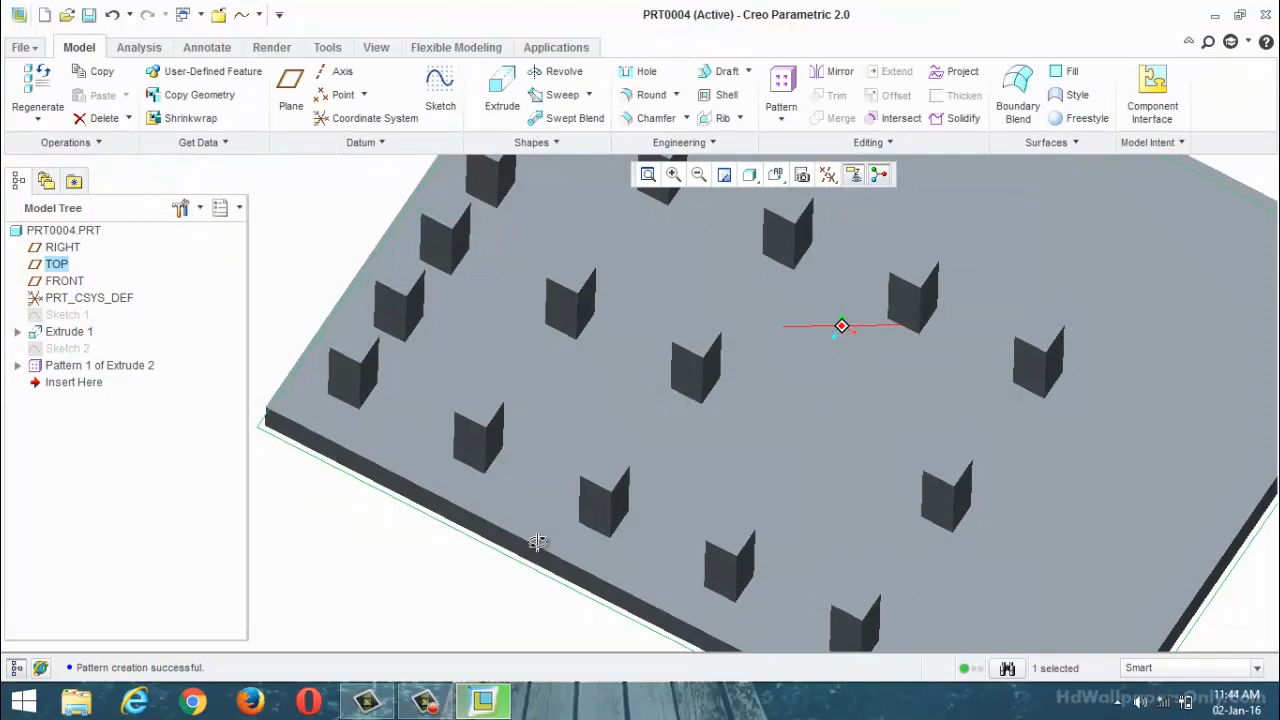 PRT0004 (Active) - Creo Parametric 2.0
File Model Analysis Annotate Render Tools View Flexible Modeling Applications
Regenerate
Copy
Paste
Delete
Operations
User-Defined Feature
Copy Geometry
Shrinkwrap
Get Data
Plane
Axis
Point
Coordinate System
Datum
Sketch
Extrude
Revolve
Sweep
Swept Blend
Shapes
Hole
Round
Chamfer
Draft
Shell
Rib
Engineering
Pattern
Mirror
Trim
Merge
Extend
Offset
Intersect
Project
Thicken
Solidify
Editing
Boundary
Blend
Fill
Style
Freestyle
Surfaces
Component
Interface
Model Intent
Model Tree
PRT0004.PRT
RIGHT
TOP
FRONT
PRT_CSYS_DEF
Sketch 1
Extrude 1
Sketch 2
Pattern 1 of Extrude 2
Insert Here
Pattern creation successful.
1 selected
Smart
HdWallpapersOnly.com
11:44 AM
02-Jan-16